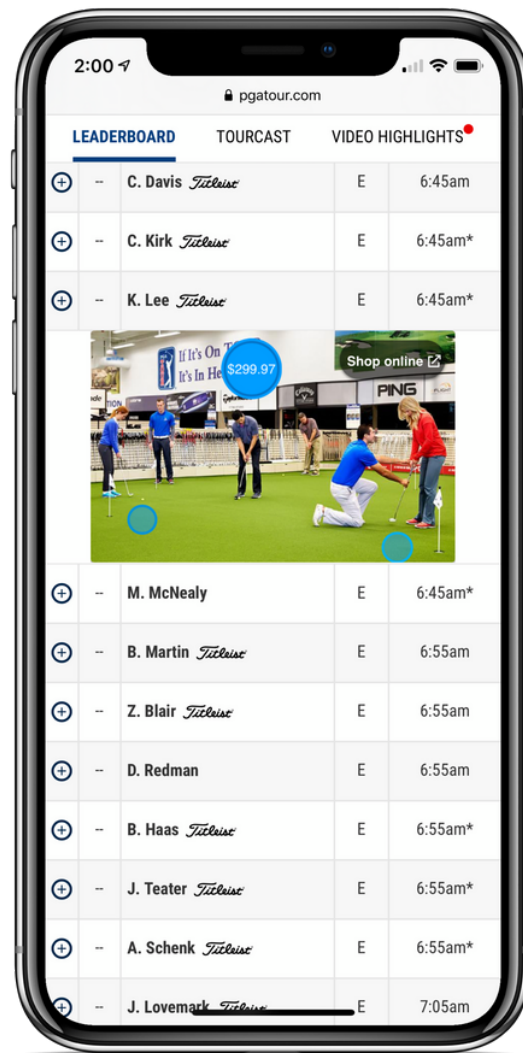 2:00
pgatour.com
LEADERBOARD TOURCAST VIDEO HIGHLIGHTS
-- C. Davis Titleist E 6:45am
-- C. Kirk Titleist E 6:45am*
-- K. Lee Titleist E 6:45am*
If It's On
It's In He
$299.97
Shop online
PING
-- M. McNealy E 6:45am*
-- B. Martin Titleist E 6:55am
-- Z. Blair Titleist E 6:55am
-- D. Redman E 6:55am
-- B. Haas Titleist E 6:55am*
-- J. Teater Titleist E 6:55am*
-- A. Schenk Titleist E 6:55am*
J. Lovemark Titleist E 7:05am